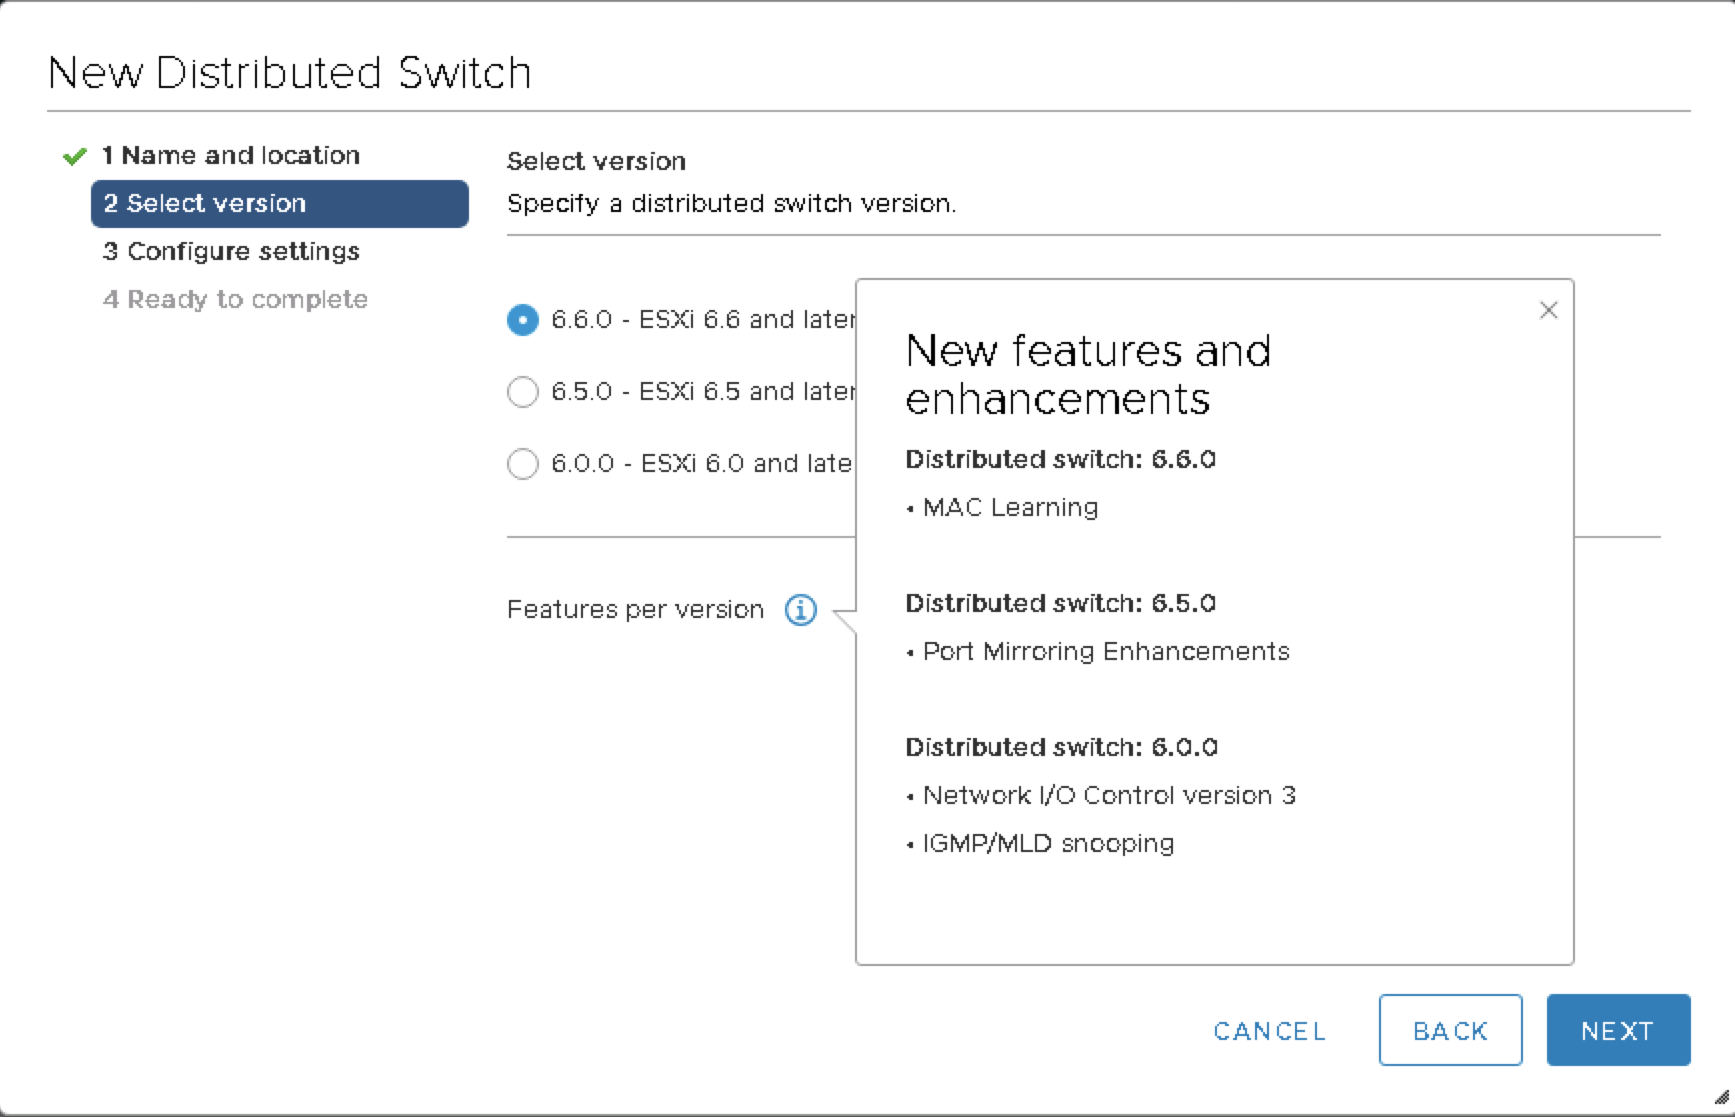 New Distributed Switch
1 Name and location
2 Select version
3 Configure settings
4 Ready to complete
Select version
Specify a distributed switch version.
6.6.0 - ESXi 6.6 and later
6.5.0 - ESXi 6.5 and later
6.0.0 - ESXi 6.0 and late
Features per version
New features and
enhancements
Distributed switch: 6.6.0
• MAC Learning
Distributed switch: 6.5.0
• Port Mirroring Enhancements
Distributed switch: 6.0.0
• Network I/O Control version 3
• IGMP/MLD snooping
CANCEL
BACK
NEXT